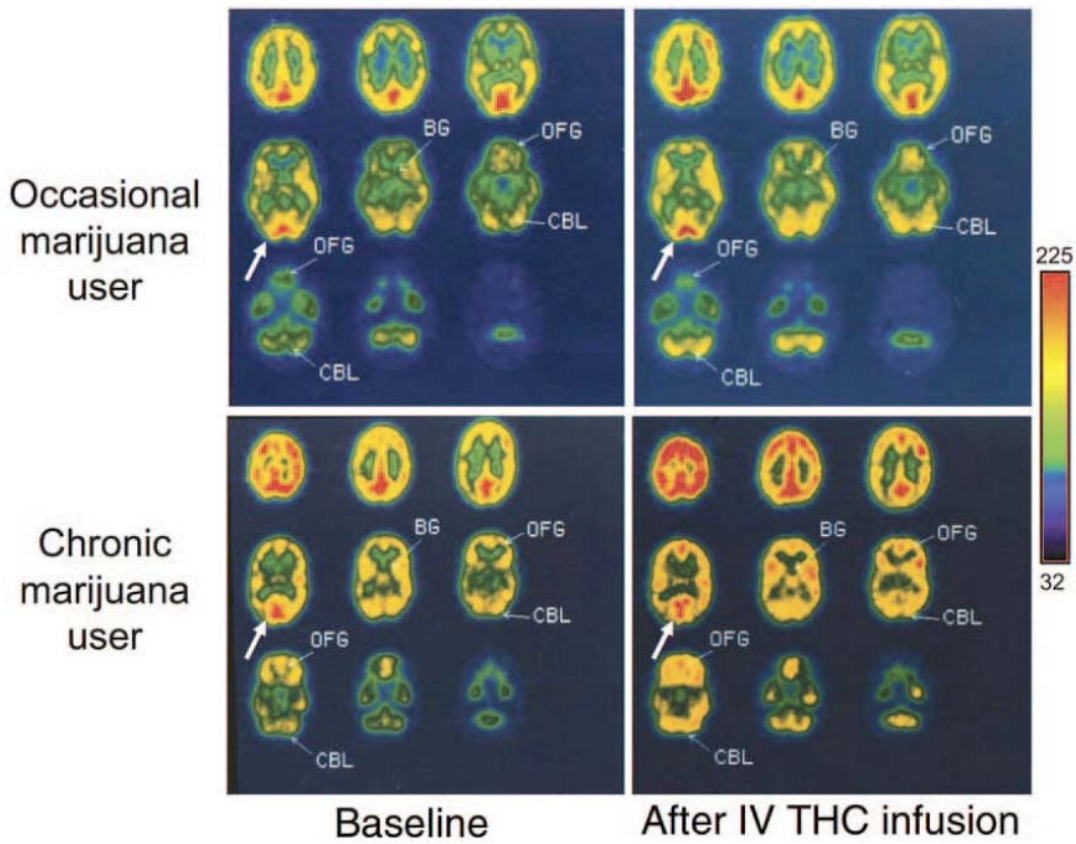 Occasional
marijuana
user
BG
OFG
CBL
OFG
CBL
BG
OFG
CBL
OFG
CBL
225
32
Chronic
marijuana
user
BG
OFG
CBL
OFG
CBL
BG
OFG
CBL
OFG
CBL
Baseline
After IV THC infusion